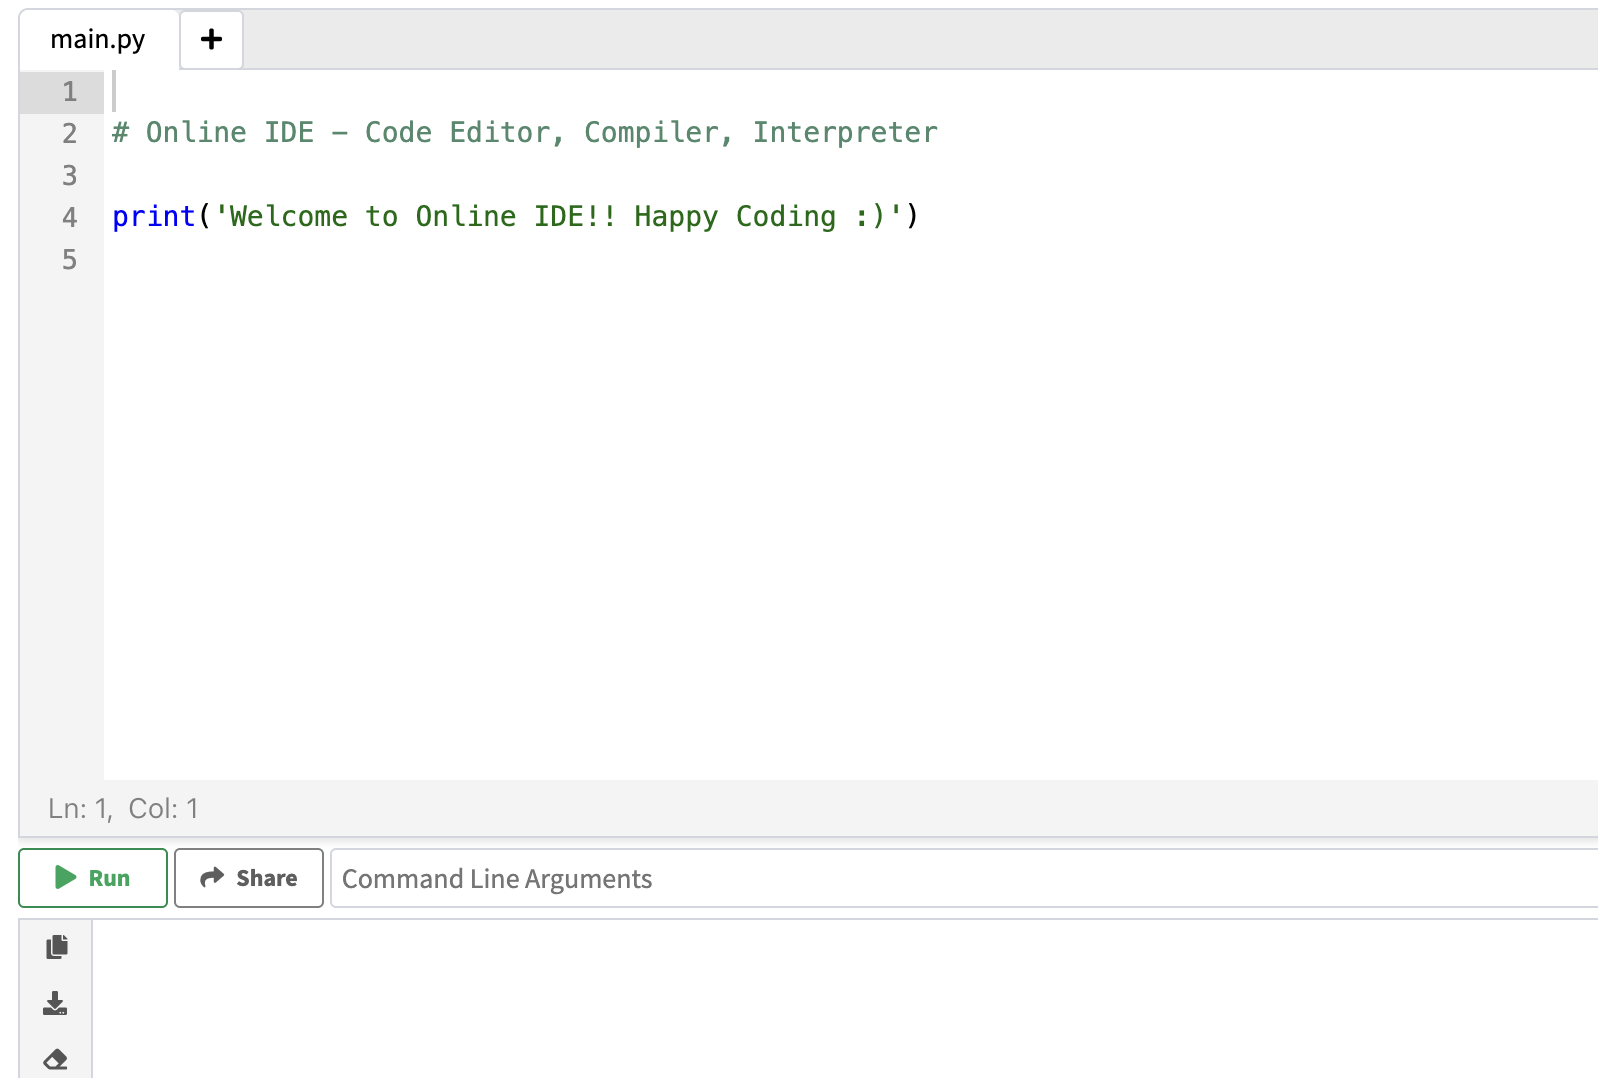 main.py +
1
2 # Online IDE - Code Editor, Compiler, Interpreter
3
4 print('Welcome to Online IDE!! Happy Coding :)')
5
Ln: 1, Col: 1
Run Share Command Line Arguments